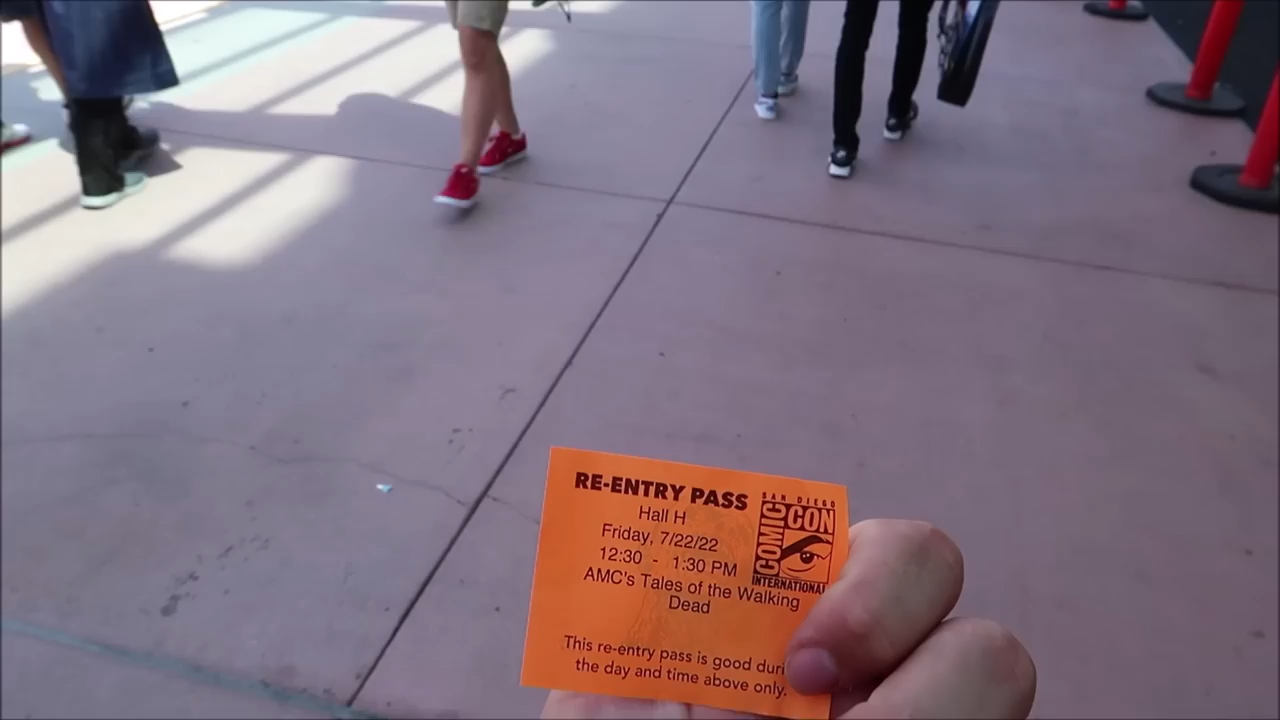 RE-ENTRY PASS
Hall H
Friday, 7/22/22
12:30 - 1:30 PM
AMC's Tales of the Walking
Dead
This re-entry pass is good
the day and time above only.
SAN DIEGO
COMIC
CON
INTERNATIONAL